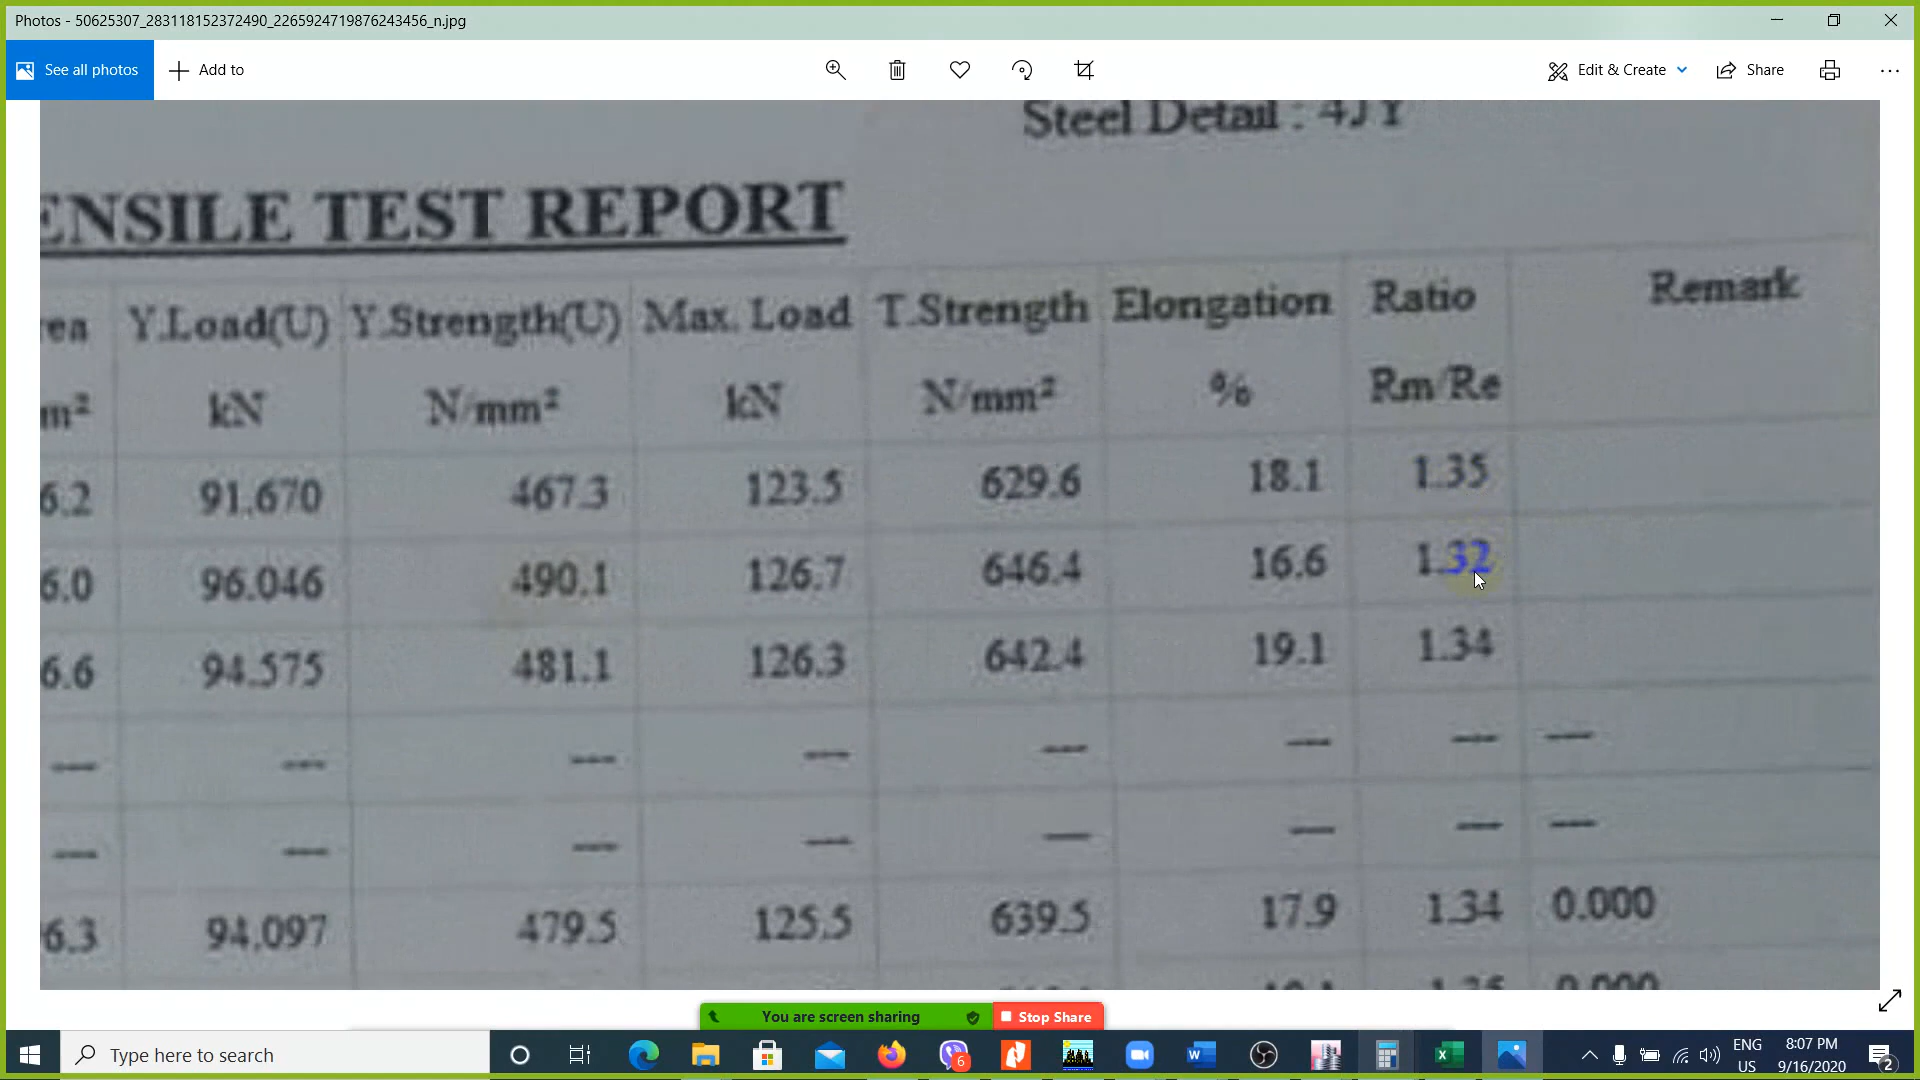 Photos - 50625307_283118152372490_2265924719876243456_n.jpg
See all photos
Add to
Edit & Create
Share
Steel Detail : 4JY
ENSILE TEST REPORT
rea Y.Load(U) Y.Strength(U) Max. Load T.Strength Elongation Ratio Remark
m² kN N/mm² kN N/mm² % Rm/Re
6.2 91.670 467.3 123.5 629.6 18.1 1.35
6.0 96.046 490.1 126.7 646.4 16.6 1.32
6.6 94.575 481.1 126.3 642.4 19.1 1.34
--- --- --- --- --- --- --- ---
--- --- --- --- --- --- --- ---
6.3 94.097 479.5 125.5 639.5 17.9 1.34 0.000
You are screen sharing
Stop Share
Type here to search
6
ENG
US
8:07 PM
9/16/2020
2